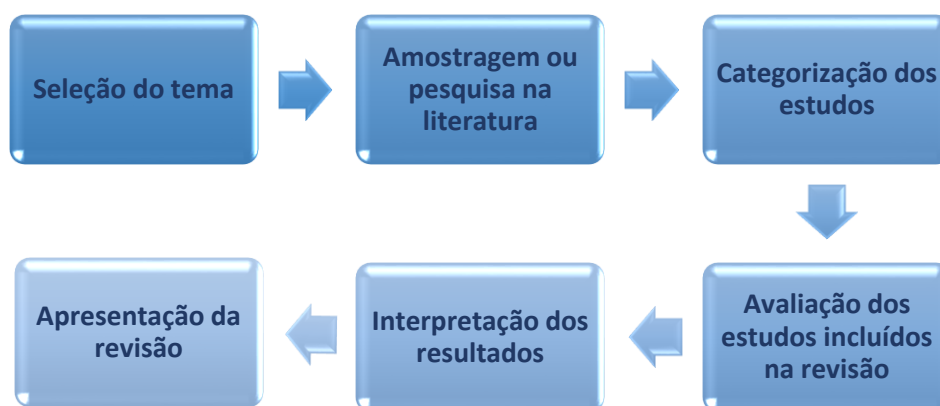 Seleção do tema
Amostragem ou
pesquisa na
literatura
Categorização dos
estudos
Avaliação dos
estudos incluídos
na revisão
Interpretação dos
resultados
Apresentação da
revisão